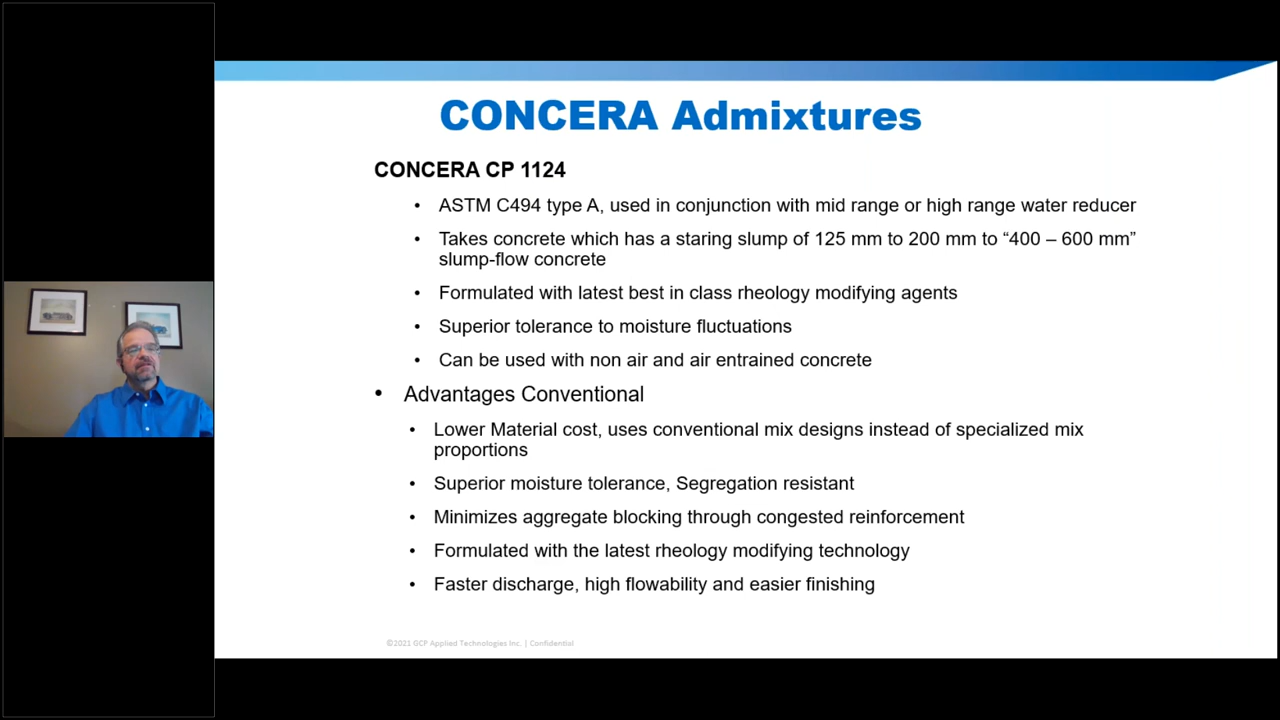 CONCERA Admixtures
CONCERA CP 1124
• ASTM C494 type A, used in conjunction with mid range or high range water reducer
• Takes concrete which has a staring slump of 125 mm to 200 mm to “400 – 600 mm”
slump-flow concrete
• Formulated with latest best in class rheology modifying agents
• Superior tolerance to moisture fluctuations
• Can be used with non air and air entrained concrete
• Advantages Conventional
• Lower Material cost, uses conventional mix designs instead of specialized mix
proportions
• Superior moisture tolerance, Segregation resistant
• Minimizes aggregate blocking through congested reinforcement
• Formulated with the latest rheology modifying technology
• Faster discharge, high flowability and easier finishing
©2021 GCP Applied Technologies Inc. | Confidential